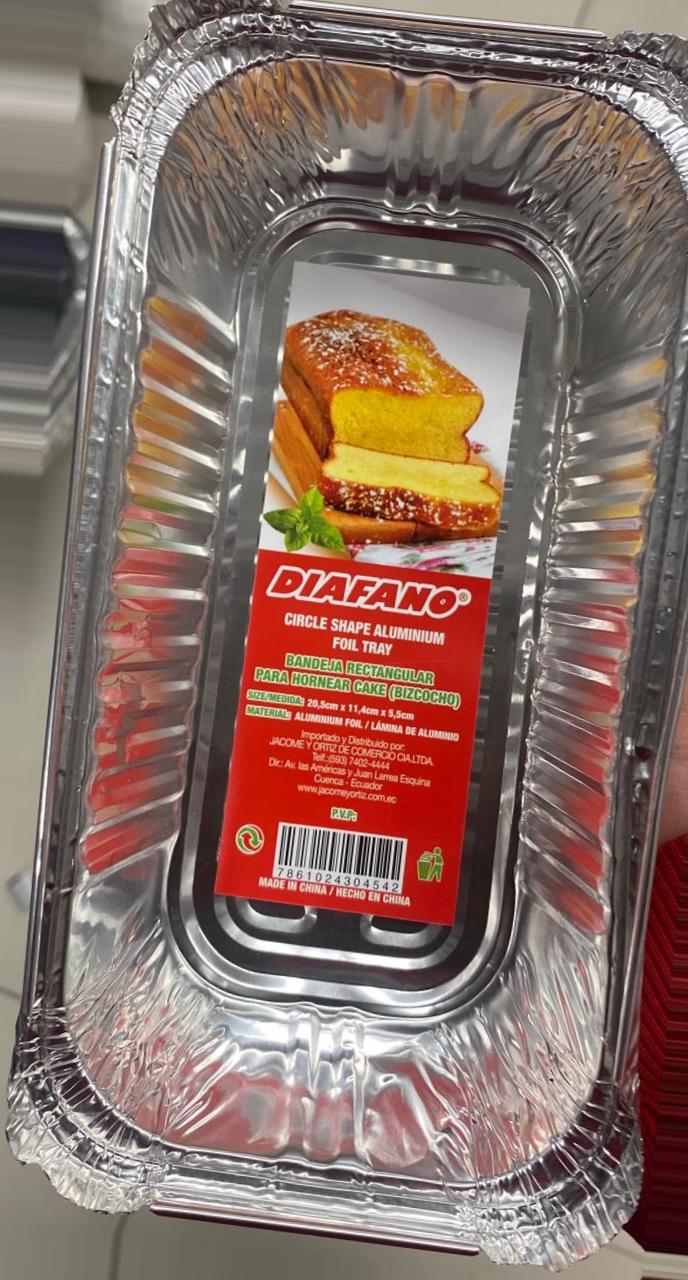 DIAFANO®
CIRCLE SHAPE ALUMINIUM
FOIL TRAY
BANDEJA RECTANGULAR
PARA HORNEAR CAKE (BIZCOCHO)
SIZE/MEDIDA: 20,5cm x 11,4cm x 5,5cm
MATERIAL: ALUMINIUM FOIL / LÁMINA DE ALUMINIO
Importado y Distribuido por:
JACOME Y ORTIZ DE COMERCIO CIA.LTDA.
Telf.:(593) 7402-4444
Dir.: Av. las Américas y Juan Larrea Esquina
Cuenca - Ecuador
www.jacomeyortiz.com.ec
P.V.P:
7861024304542
MADE IN CHINA / HECHO EN CHINA